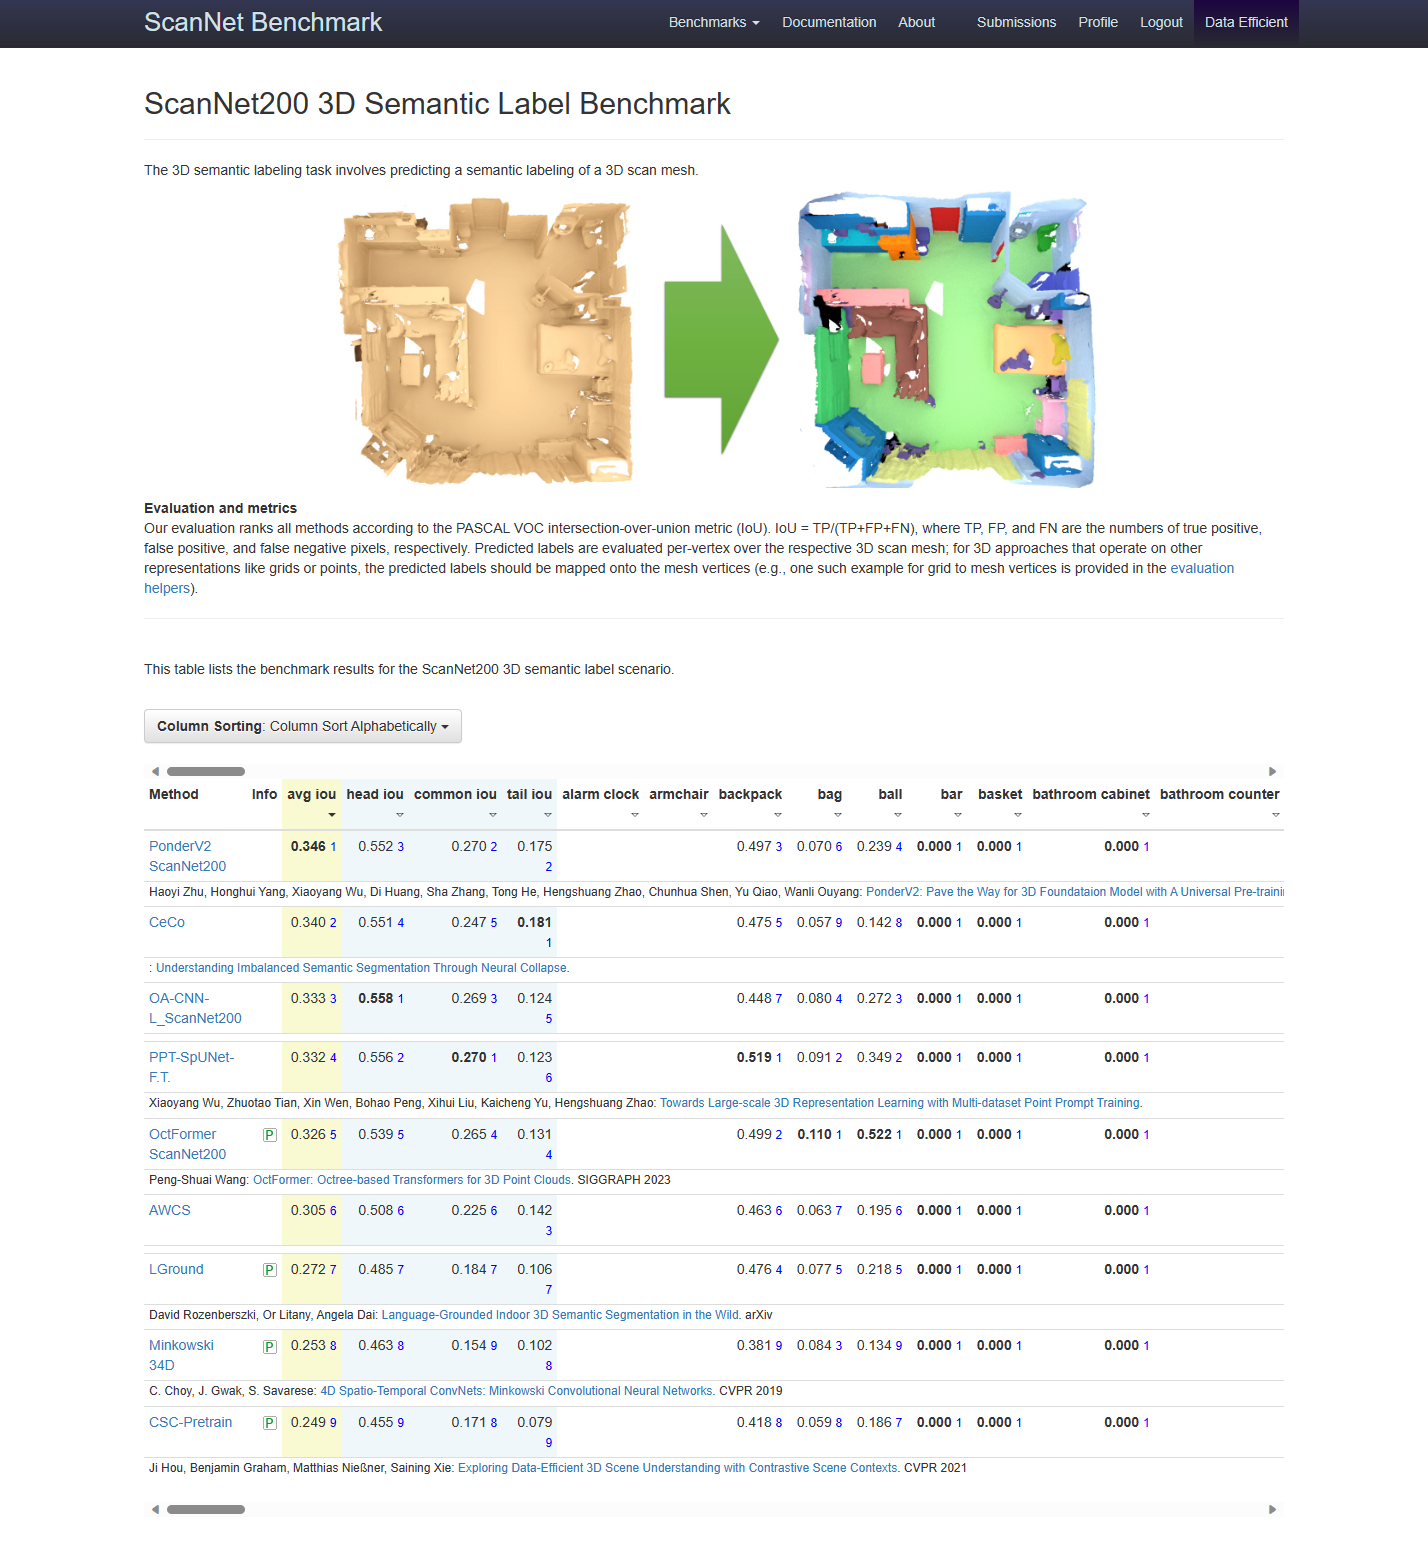 ScanNet Benchmark
Benchmarks Documentation About Submissions Profile Logout Data Efficient
ScanNet200 3D Semantic Label Benchmark
The 3D semantic labeling task involves predicting a semantic labeling of a 3D scan mesh.
Evaluation and metrics
Our evaluation ranks all methods according to the PASCAL VOC intersection-over-union metric (IoU). IoU = TP/(TP+FP+FN), where TP, FP, and FN are the numbers of true positive,
false positive, and false negative pixels, respectively. Predicted labels are evaluated per-vertex over the respective 3D scan mesh; for 3D approaches that operate on other
representations like grids or points, the predicted labels should be mapped onto the mesh vertices (e.g., one such example for grid to mesh vertices is provided in the evaluation
helpers).
This table lists the benchmark results for the ScanNet200 3D semantic label scenario.
Column Sorting: Column Sort Alphabetically
Method Info avg iou head iou common iou tail iou alarm clock armchair backpack bag ball bar basket bathroom cabinet bathroom counter
PonderV2 0.346 1 0.552 3 0.270 2 0.175 0.497 3 0.070 6 0.239 4 0.000 1 0.000 1 0.000 1
ScanNet200 2
Haoyi Zhu, Honghui Yang, Xiaoyang Wu, Di Huang, Sha Zhang, Tong He, Hengshuang Zhao, Chunhua Shen, Yu Qiao, Wanli Ouyang: PonderV2: Pave the Way for 3D Foundataion Model with A Universal Pre-traini
CeCo 0.340 2 0.551 4 0.247 5 0.181 0.475 5 0.057 9 0.142 8 0.000 1 0.000 1 0.000 1
1
: Understanding Imbalanced Semantic Segmentation Through Neural Collapse.
OA-CNN- 0.333 3 0.558 1 0.269 3 0.124 0.448 7 0.080 4 0.272 3 0.000 1 0.000 1 0.000 1
L_ScanNet200 5
PPT-SpUNet- 0.332 4 0.556 2 0.270 1 0.123 0.519 1 0.091 2 0.349 2 0.000 1 0.000 1 0.000 1
F.T. 6
Xiaoyang Wu, Zhuotao Tian, Xin Wen, Bohao Peng, Xihui Liu, Kaicheng Yu, Hengshuang Zhao: Towards Large-scale 3D Representation Learning with Multi-dataset Point Prompt Training.
OctFormer P 0.326 5 0.539 5 0.265 4 0.131 0.499 2 0.110 1 0.522 1 0.000 1 0.000 1 0.000 1
ScanNet200 4
Peng-Shuai Wang: OctFormer: Octree-based Transformers for 3D Point Clouds. SIGGRAPH 2023
AWCS 0.305 6 0.508 6 0.225 6 0.142 0.463 6 0.063 7 0.195 6 0.000 1 0.000 1 0.000 1
3
LGround P 0.272 7 0.485 7 0.184 7 0.106 0.476 4 0.077 5 0.218 5 0.000 1 0.000 1 0.000 1
7
David Rozenberszki, Or Litany, Angela Dai: Language-Grounded Indoor 3D Semantic Segmentation in the Wild. arXiv
Minkowski P 0.253 8 0.463 8 0.154 9 0.102 0.381 9 0.084 3 0.134 9 0.000 1 0.000 1 0.000 1
34D 8
C. Choy, J. Gwak, S. Savarese: 4D Spatio-Temporal ConvNets: Minkowski Convolutional Neural Networks. CVPR 2019
CSC-Pretrain P 0.249 9 0.455 9 0.171 8 0.079 0.418 8 0.059 8 0.186 7 0.000 1 0.000 1 0.000 1
9
Ji Hou, Benjamin Graham, Matthias Nießner, Saining Xie: Exploring Data-Efficient 3D Scene Understanding with Contrastive Scene Contexts. CVPR 2021